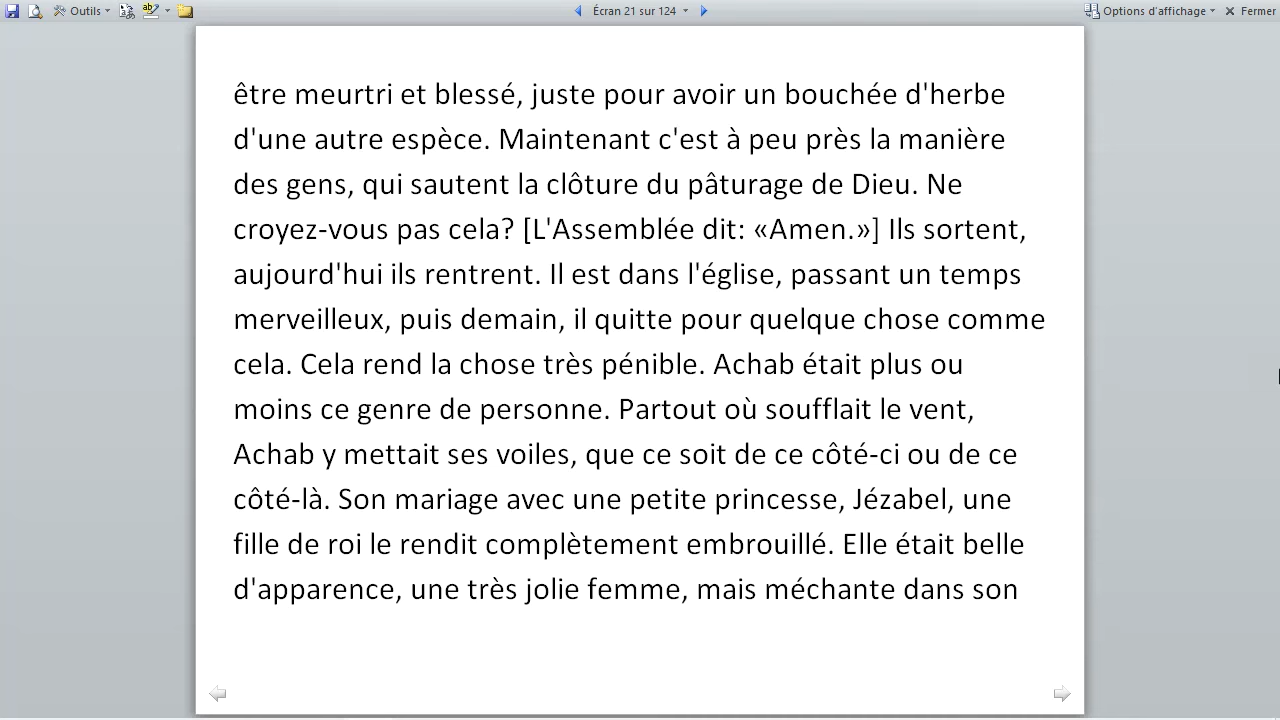 Outils
Écran 21 sur 124
Options d'affichage
Fermer
être meurtri et blessé, juste pour avoir un bouchée d'herbe
d'une autre espèce. Maintenant c'est à peu près la manière
des gens, qui sautent la clôture du pâturage de Dieu. Ne
croyez-vous pas cela? [L'Assemblée dit: «Amen.»] Ils sortent,
aujourd'hui ils rentrent. Il est dans l'église, passant un temps
merveilleux, puis demain, il quitte pour quelque chose comme
cela. Cela rend la chose très pénible. Achab était plus ou
moins ce genre de personne. Partout où soufflait le vent,
Achab y mettait ses voiles, que ce soit de ce côté-ci ou de ce
côté-là. Son mariage avec une petite princesse, Jézabel, une
fille de roi le rendit complètement embrouillé. Elle était belle
d'apparence, une très jolie femme, mais méchante dans son